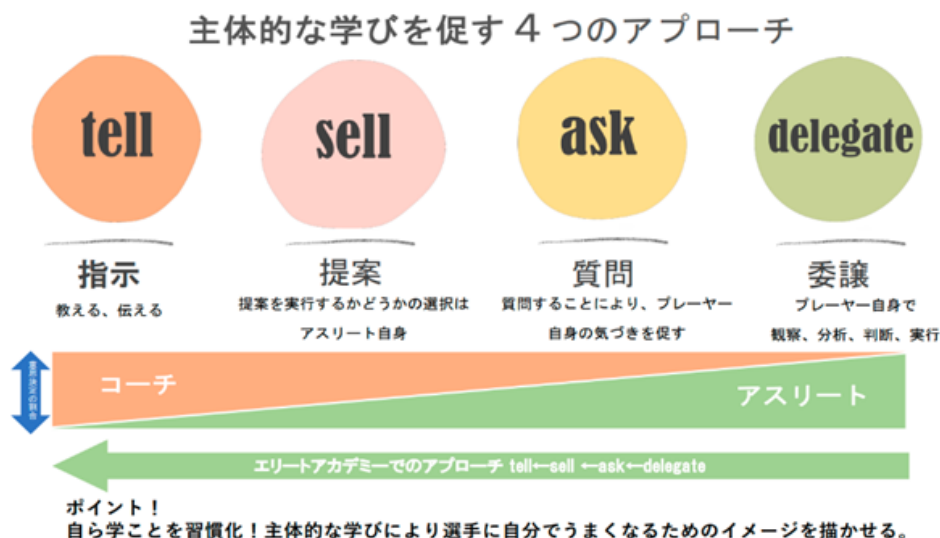 主体的な学びを促す４つのアプローチ
tell
sell
ask
delegate
指示
提案
質問
委譲
教える、伝える
提案を実行するかどうかの選択は
アスリート自身
質問することにより、プレーヤー
自身の気づきを促す
プレーヤー自身で
観察、分析、判断、実行
意思決定の割合
コーチ
アスリート
エリートアカデミーでのアプローチ tell←sell ←ask←delegate
ポイント！
自ら学ことを習慣化！主体的な学びにより選手に自分でうまくなるためのイメージを描かせる。